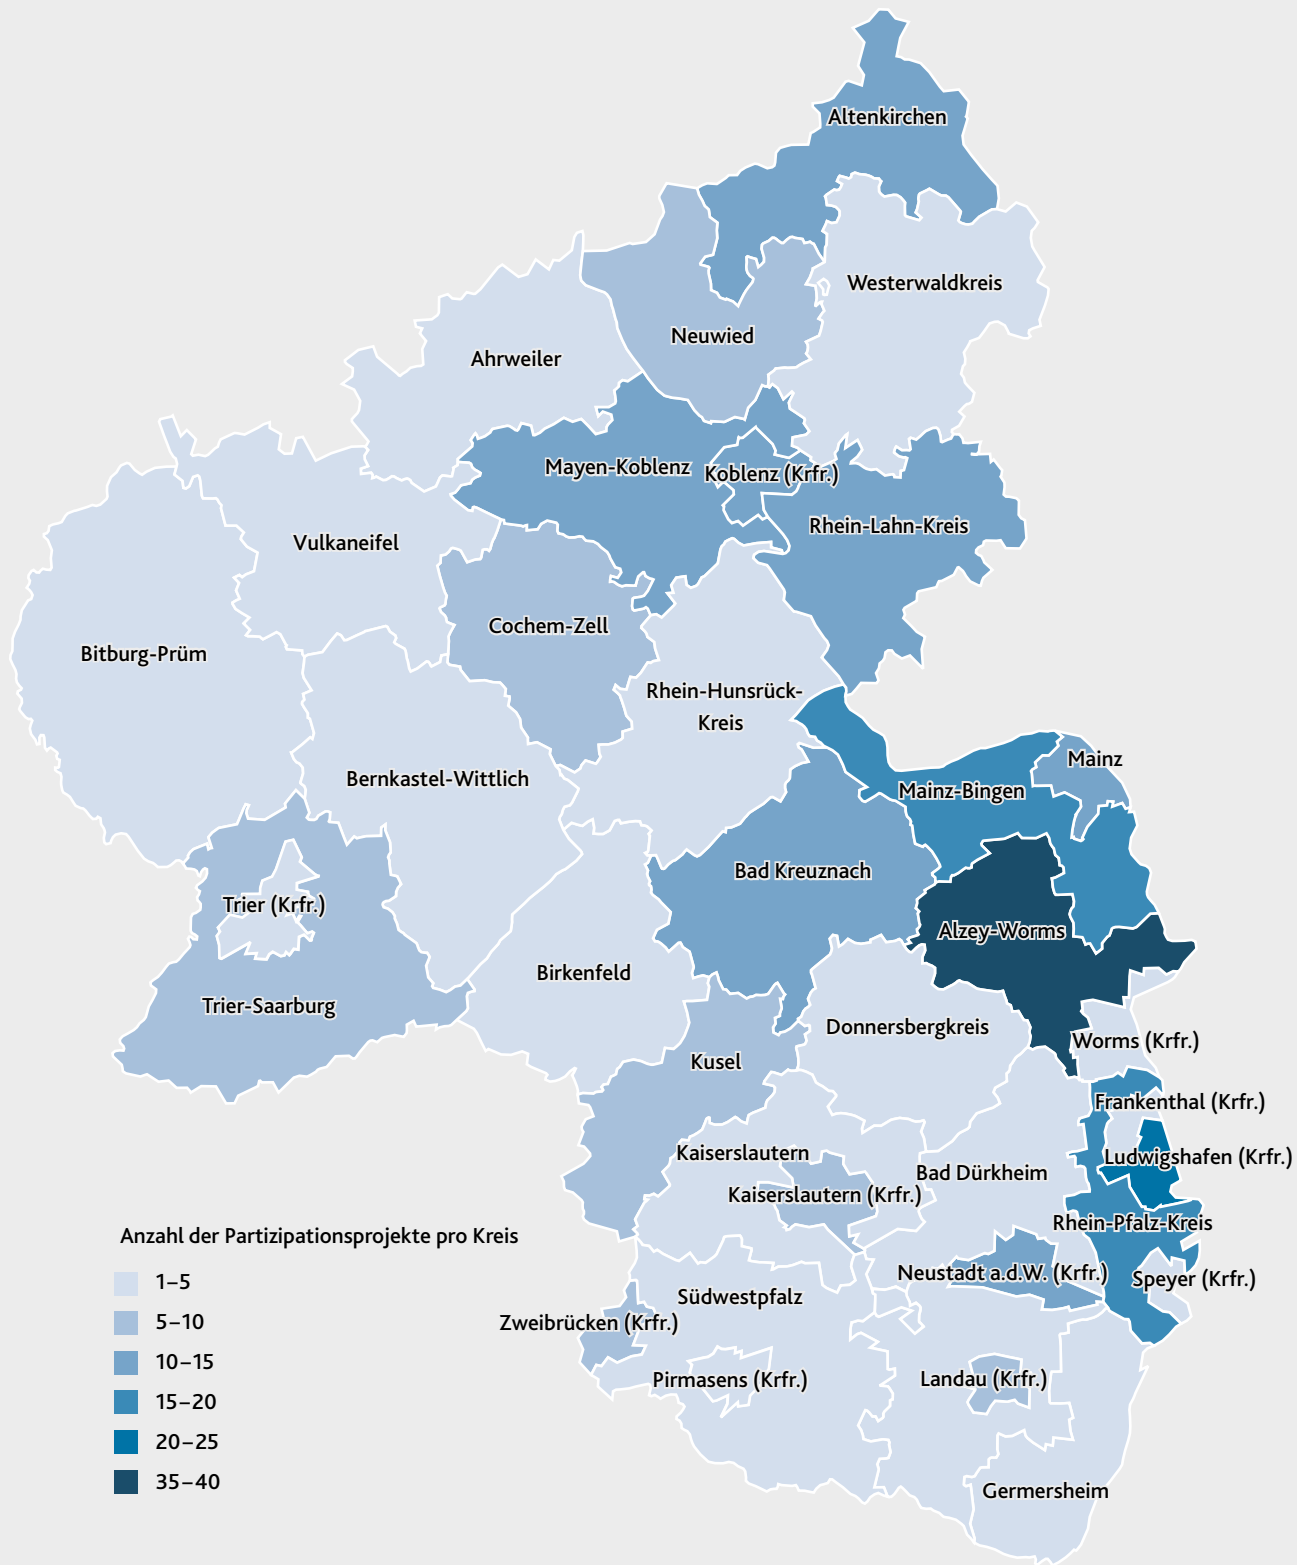 Altenkirchen
Westerwaldkreis
Neuwied
Ahrweiler
Mayen-Koblenz
Koblenz (Krfr.)
Rhein-Lahn-Kreis
Vulkaneifel
Cochem-Zell
Bitburg-Prüm
Rhein-Hunsrück-
Kreis
Mainz
Bernkastel-Wittlich
Mainz-Bingen
Bad Kreuznach
Trier (Krfr.)
Alzey-Worms
Birkenfeld
Trier-Saarburg
Donnersbergkreis
Worms (Krfr.)
Kusel
Frankenthal (Krfr.)
Kaiserslautern
Ludwigshafen (Krfr.)
Bad Dürkheim
Kaiserslautern (Krfr.)
Rhein-Pfalz-Kreis
Neustadt a.d.W. (Krfr.)
Speyer (Krfr.)
Südwestpfalz
Zweibrücken (Krfr.)
Pirmasens (Krfr.)
Landau (Krfr.)
Germersheim
Anzahl der Partizipationsprojekte pro Kreis
1–5
5–10
10–15
15–20
20–25
35–40